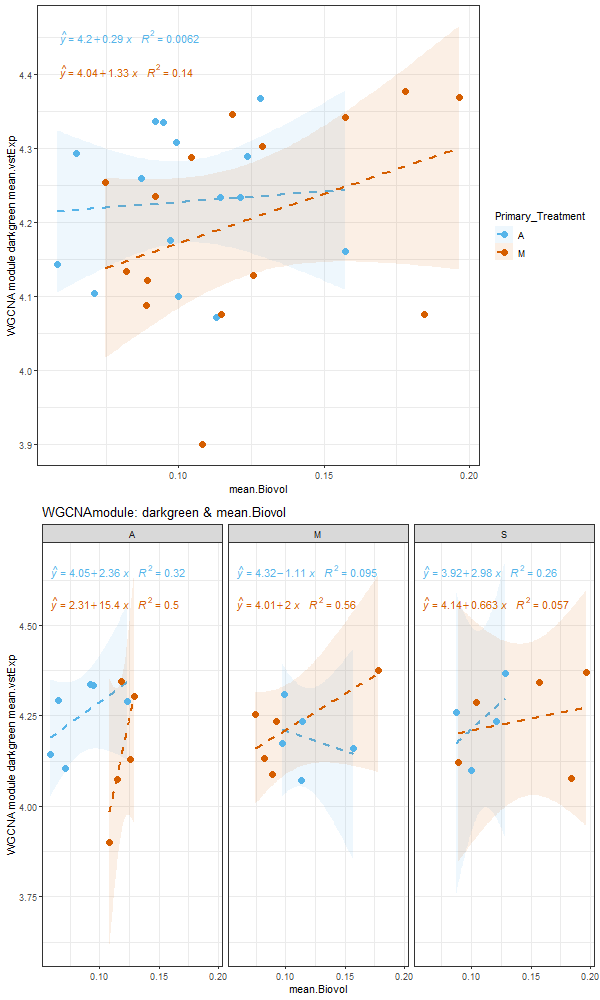 ŷ = 4.2+0.29 x R² = 0.0062
ŷ = 4.04+1.33 x R² = 0.14
4.4
4.3
4.2
4.1
4.0
3.9
WGCNA module darkgreen mean.vstExp
0.10 0.15 0.20
mean.Biovol
Primary_Treatment
A
M
WGCNAmodule: darkgreen & mean.Biovol
A M S
ŷ = 4.05+2.36 x R² = 0.32
ŷ = 2.31+15.4 x R² = 0.5
ŷ = 4.32−1.11 x R² = 0.095
ŷ = 4.01+2 x R² = 0.56
ŷ = 3.92+2.98 x R² = 0.26
ŷ = 4.14+0.663 x R² = 0.057
4.50
4.25
4.00
3.75
WGCNA module darkgreen mean.vstExp
0.10 0.15 0.20 0.10 0.15 0.20 0.10 0.15 0.20
mean.Biovol